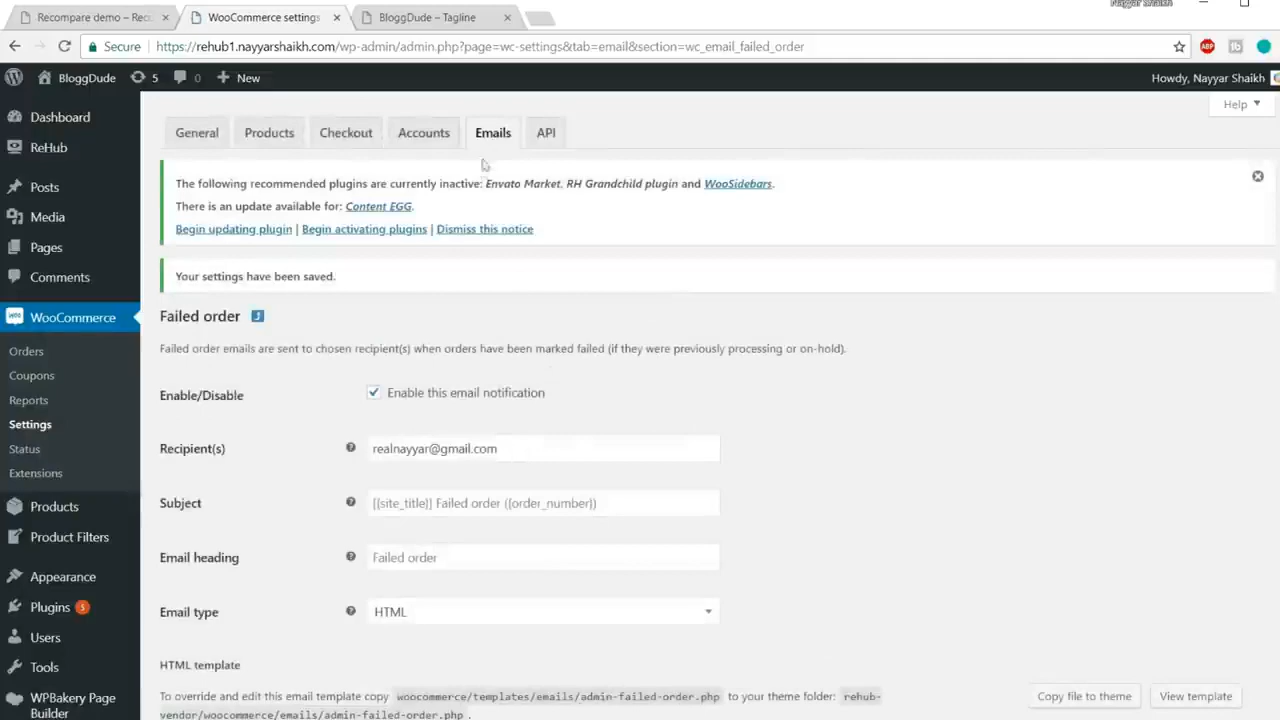 Nayyar Shaikh
Recompare demo – Rec
WooCommerce settings
BloggDude – Tagline
Secure https://rehub1.nayyarshaikh.com/wp-admin/admin.php?page=wc-settings&tab=email&section=wc_email_failed_order
ABP
BloggDude 5 0 New Howdy, Nayyar Shaikh
Help
Dashboard
ReHub
Posts
Media
Pages
Comments
WooCommerce
Orders
Coupons
Reports
Settings
Status
Extensions
Products
Product Filters
Appearance
Plugins 5
Users
Tools
WPBakery Page
Builder
General Products Checkout Accounts Emails API
The following recommended plugins are currently inactive: Envato Market, RH Grandchild plugin and WooSidebars.
There is an update available for: Content EGG.
Begin updating plugin | Begin activating plugins | Dismiss this notice
Your settings have been saved.
Failed order
Failed order emails are sent to chosen recipient(s) when orders have been marked failed (if they were previously processing or on-hold).
Enable/Disable Enable this email notification
Recipient(s) realnayyar@gmail.com
Subject [{site_title}] Failed order ({order_number})
Email heading Failed order
Email type HTML
HTML template
To override and edit this email template copy woocommerce/templates/emails/admin-failed-order.php to your theme folder: rehub-
vendor/woocommerce/emails/admin-failed-order.php .
Copy file to theme View template